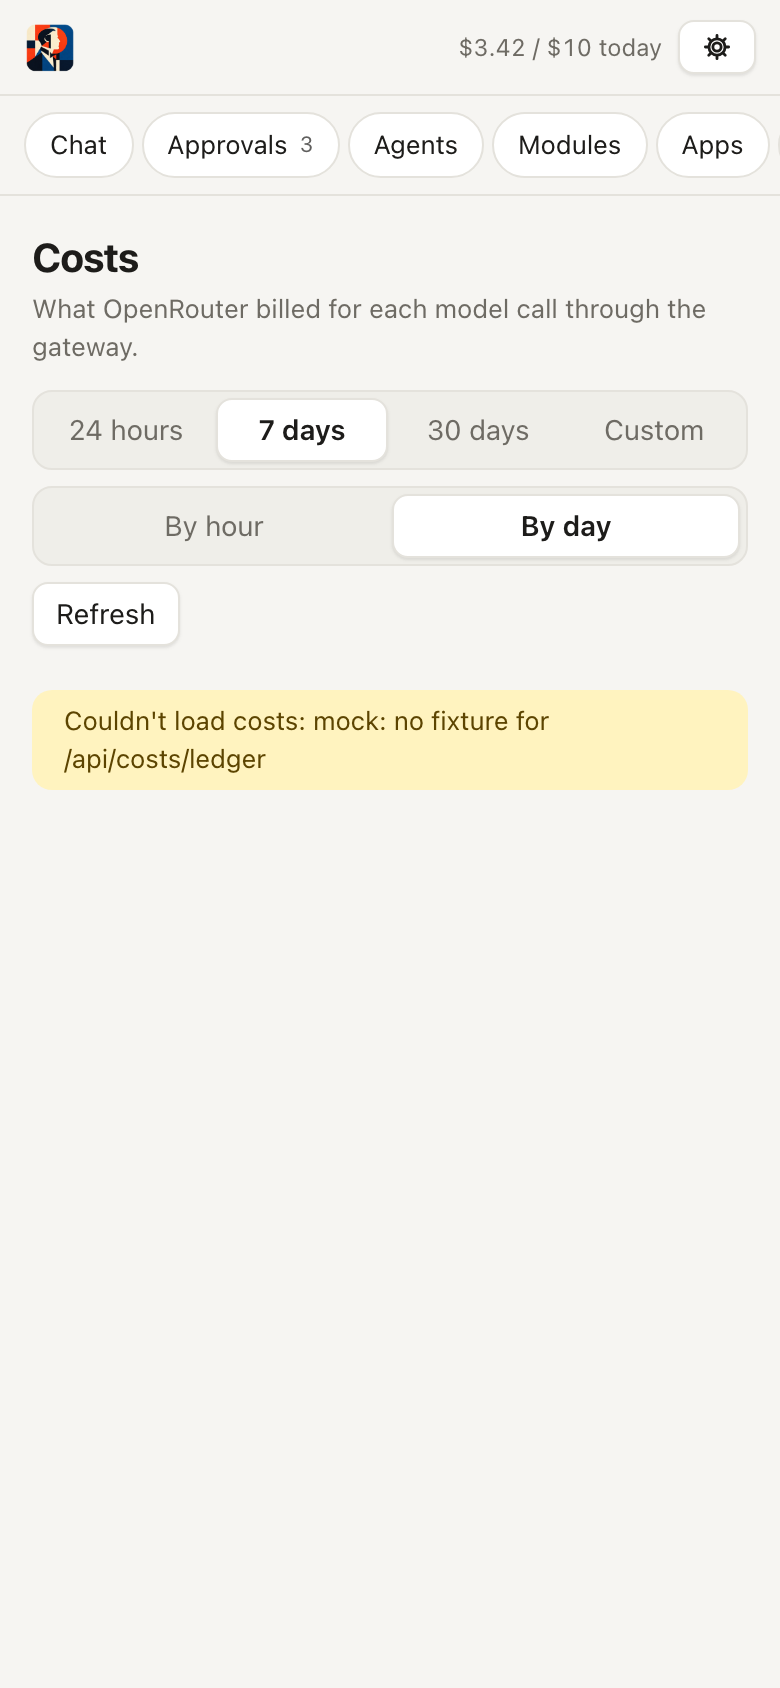 $3.42 / $10 today
Chat
Approvals 3
Agents
Modules
Apps
Costs
What OpenRouter billed for each model call through the
gateway.
24 hours
7 days
30 days
Custom
By hour
By day
Refresh
Couldn't load costs: mock: no fixture for
/api/costs/ledger